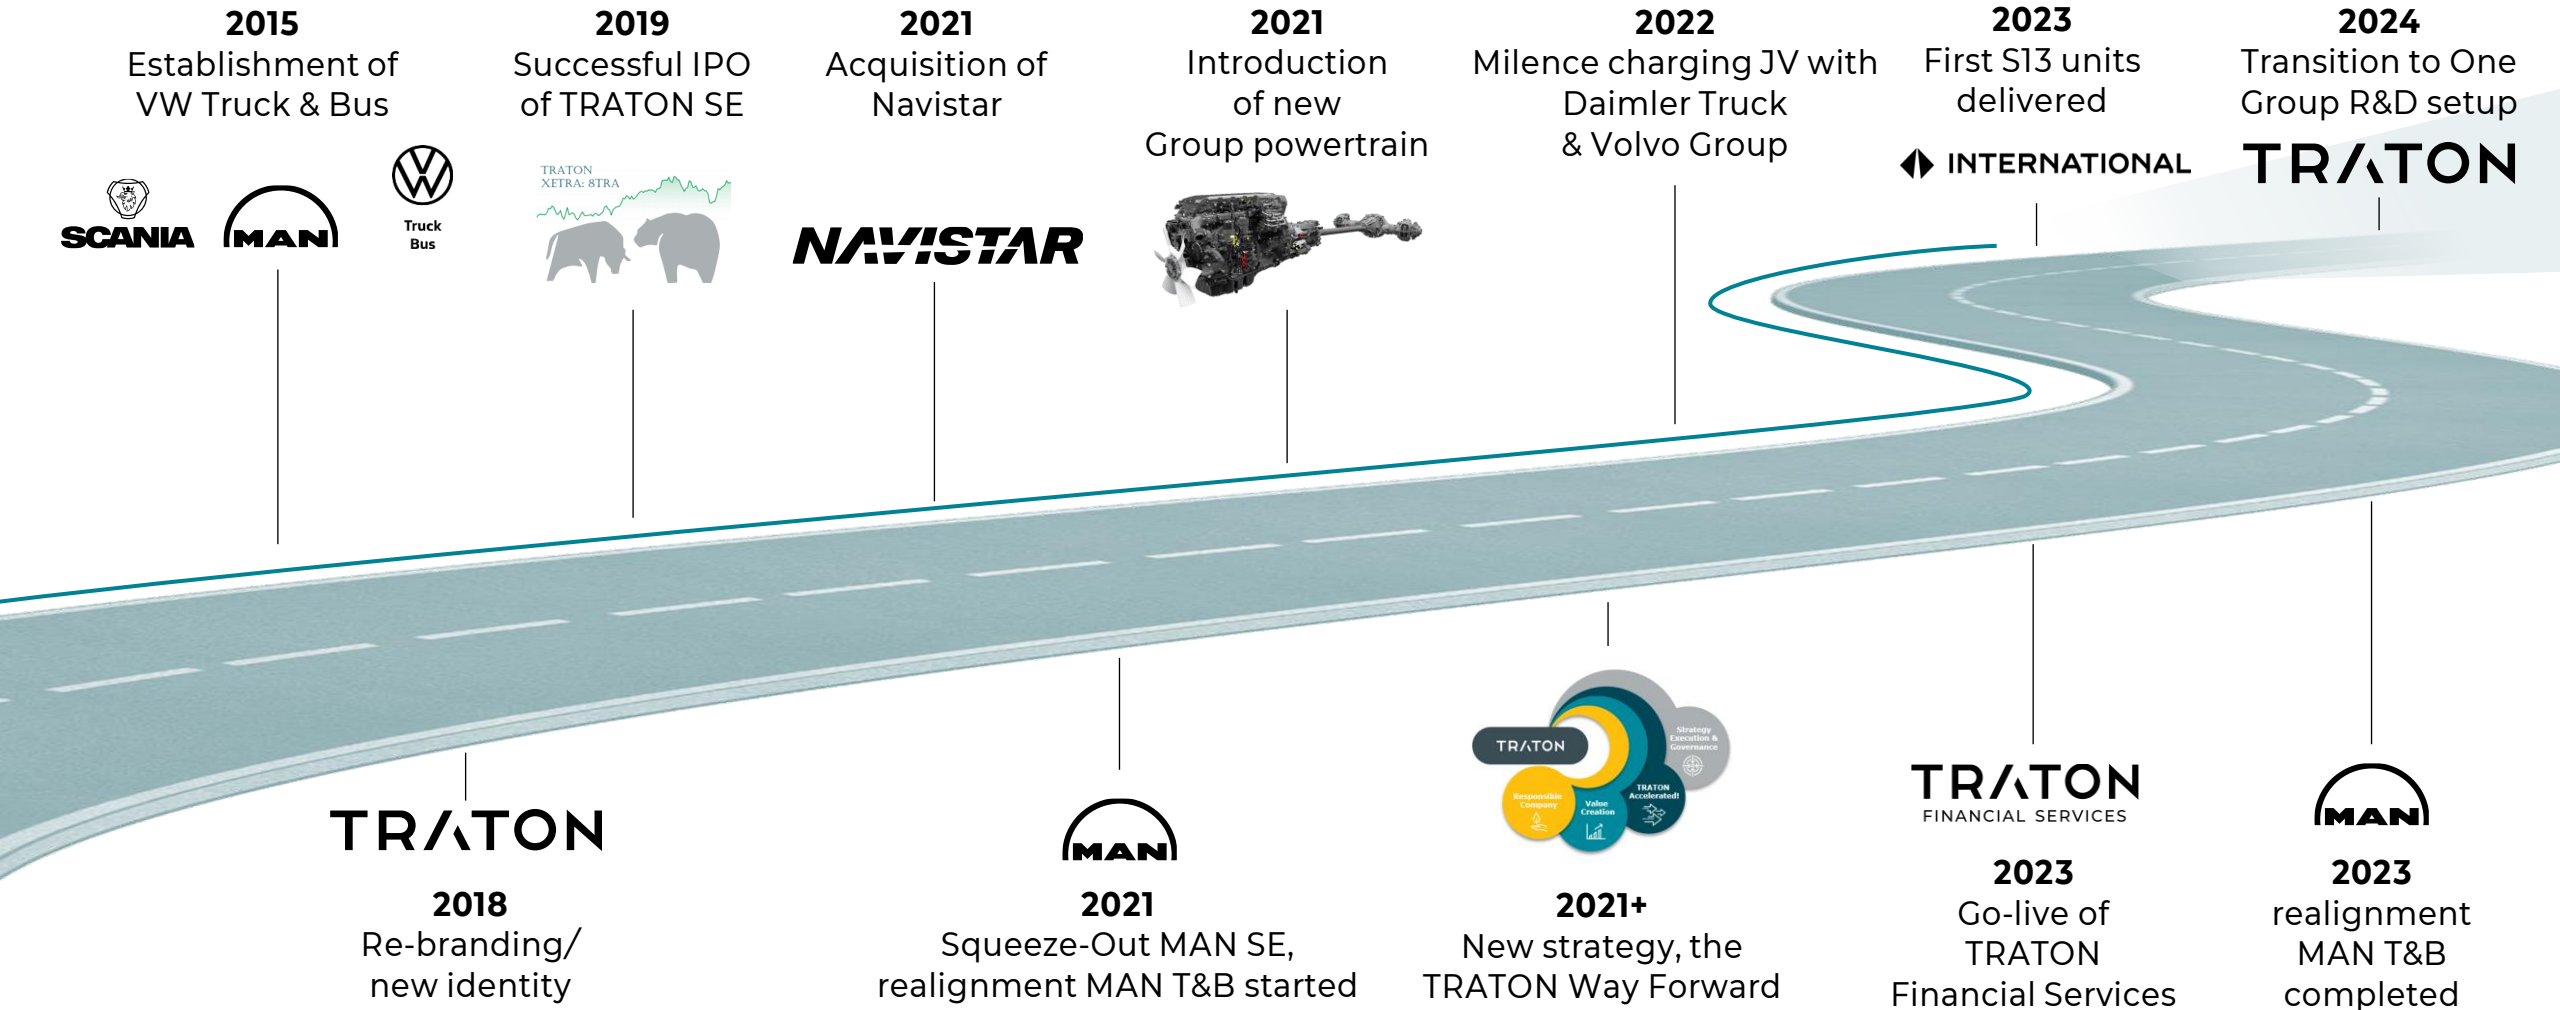 2015
Establishment of
VW Truck & Bus
SCANIA
MAN
Truck
Bus
2019
Successful IPO
of TRATON SE
TRATON
XETRA: 8TRA
2021
Acquisition of
Navistar
NAVISTAR
2021
Introduction
of new
Group powertrain
2022
Milence charging JV with
Daimler Truck
& Volvo Group
2023
First S13 units
delivered
INTERNATIONAL
2024
Transition to One
Group R&D setup
TRATON
TRATON
2018
Re-branding/
new identity
MAN
2021
Squeeze-Out MAN SE,
realignment MAN T&B started
TRATON
Responsible
Company
Value
Creation
TRATON
Accelerated!
Strategy
Execution &
Governance
2021+
New strategy, the
TRATON Way Forward
TRATON
FINANCIAL SERVICES
2023
Go-live of
TRATON
Financial Services
MAN
2023
realignment
MAN T&B
completed